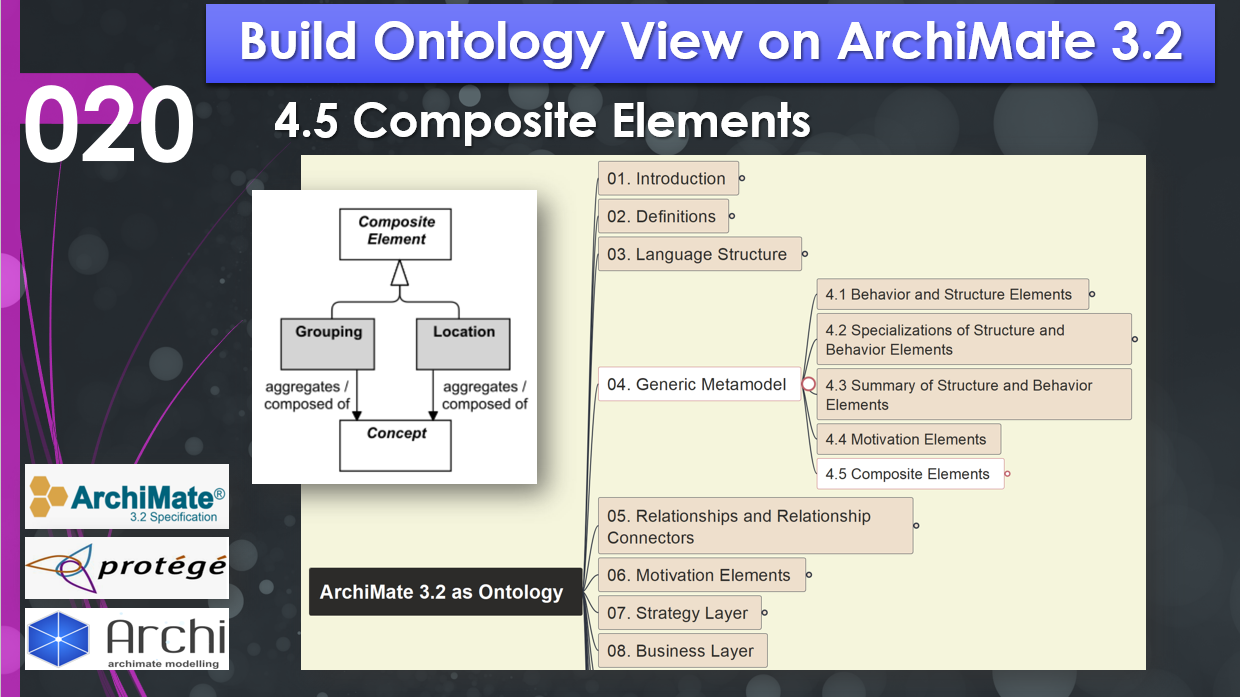 Build Ontology View on ArchiMate 3.2
020
4.5 Composite Elements
Composite
Element
Grouping
Location
aggregates /
composed of
aggregates /
composed of
Concept
01. Introduction
02. Definitions
03. Language Structure
04. Generic Metamodel
4.1 Behavior and Structure Elements
4.2 Specializations of Structure and
Behavior Elements
4.3 Summary of Structure and Behavior
Elements
4.4 Motivation Elements
4.5 Composite Elements
05. Relationships and Relationship
Connectors
06. Motivation Elements
07. Strategy Layer
08. Business Layer
ArchiMate 3.2 as Ontology
ArchiMate®
3.2 Specification
protégé
Archi
archimate modelling